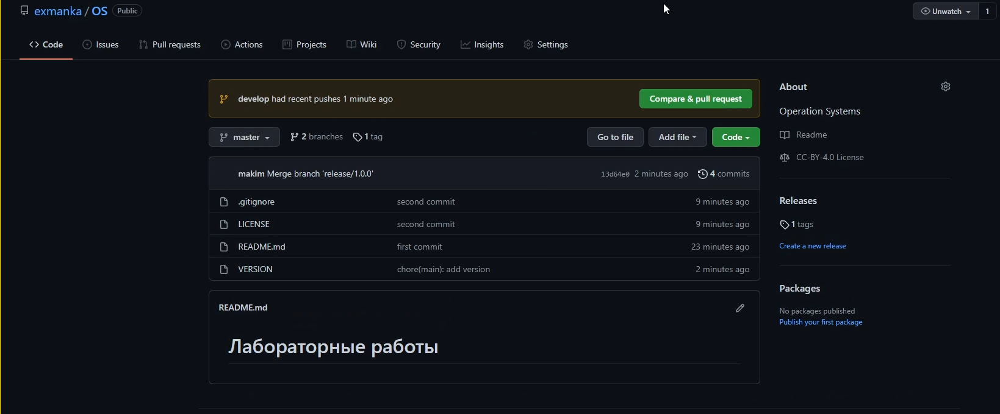 exmanka / OS Public
Unwatch 1
Code Issues Pull requests Actions Projects Wiki Security Insights Settings
develop had recent pushes 1 minute ago
Compare & pull request
master 2 branches 1 tag
Go to file Add file Code
makim Merge branch 'release/1.0.0' 13d64e0 2 minutes ago 4 commits
.gitignore second commit 9 minutes ago
LICENSE second commit 9 minutes ago
README.md first commit 23 minutes ago
VERSION chore(main): add version 2 minutes ago
README.md
Лабораторные работы
About
Operation Systems
Readme
CC-BY-4.0 License
Releases
1 tags
Create a new release
Packages
No packages published
Publish your first package